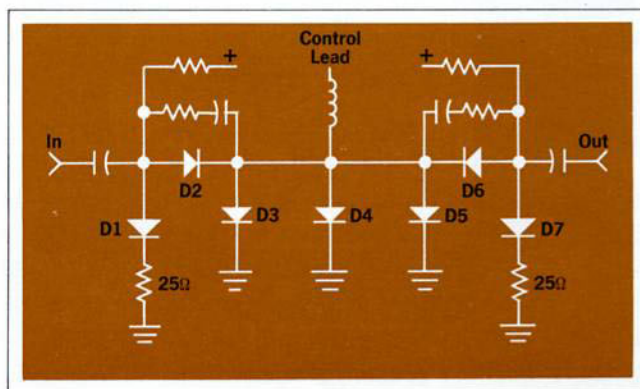 +
Control
Lead
+
In
Out
D2
D6
D1
D3
D4
D5
D7
25Ω
25Ω